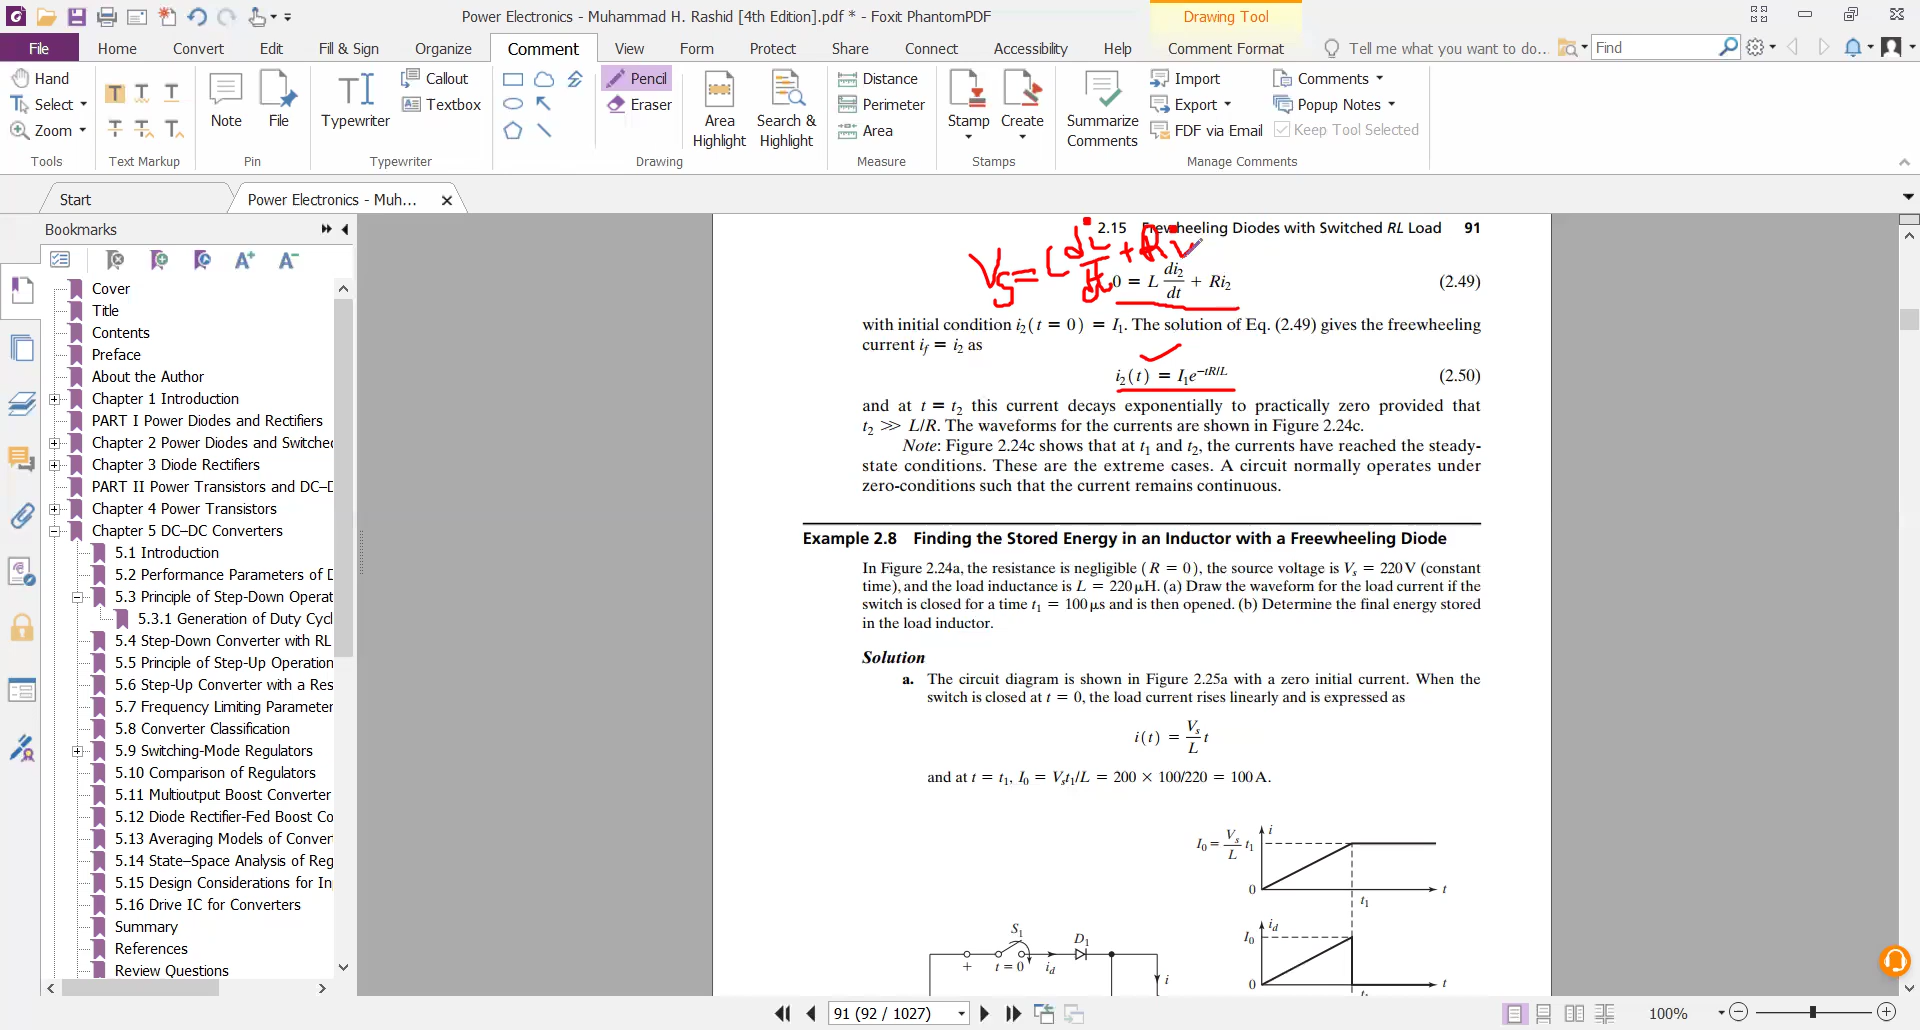 Power Electronics - Muhammad H. Rashid [4th Edition].pdf * - Foxit PhantomPDF
Drawing Tool
File Home Convert Edit Fill & Sign Organize Comment View Form Protect Share Connect Accessibility Help Comment Format Tell me what you want to do... Find
Hand
Select
Zoom
Tools
T T T
T T T
Text Markup
Note
File
Pin
Typewriter
Callout
Textbox
Typewriter
Pencil
Eraser
Area Highlight
Search & Highlight
Drawing
Distance
Perimeter
Area
Measure
Stamp
Create
Stamps
Summarize Comments
Import
Export
FDF via Email
Comments
Popup Notes
Keep Tool Selected
Manage Comments
Start
Power Electronics - Muh...
Bookmarks
Cover
Title
Contents
Preface
About the Author
Chapter 1 Introduction
PART I Power Diodes and Rectifiers
Chapter 2 Power Diodes and Switched
Chapter 3 Diode Rectifiers
PART II Power Transistors and DC–D
Chapter 4 Power Transistors
Chapter 5 DC–DC Converters
5.1 Introduction
5.2 Performance Parameters of D
5.3 Principle of Step-Down Operat
5.3.1 Generation of Duty Cycl
5.4 Step-Down Converter with RL
5.5 Principle of Step-Up Operation
5.6 Step-Up Converter with a Res
5.7 Frequency Limiting Parameter
5.8 Converter Classification
5.9 Switching-Mode Regulators
5.10 Comparison of Regulators
5.11 Multioutput Boost Converter
5.12 Diode Rectifier-Fed Boost Co
5.13 Averaging Models of Conver
5.14 State–Space Analysis of Reg
5.15 Design Considerations for In
5.16 Drive IC for Converters
Summary
References
Review Questions
2.15 Freewheeling Diodes with Switched RL Load 91
Vs = L di/dt + Ri
0 = L di₂/dt + Ri₂ (2.49)
with initial condition i₂(t = 0) = I₁. The solution of Eq. (2.49) gives the freewheeling
current i_f = i₂ as
i₂(t) = I₁e^−tR/L (2.50)
and at t = t₂ this current decays exponentially to practically zero provided that
t₂ ≫ L/R. The waveforms for the currents are shown in Figure 2.24c.
Note: Figure 2.24c shows that at t₁ and t₂, the currents have reached the steady-
state conditions. These are the extreme cases. A circuit normally operates under
zero-conditions such that the current remains continuous.
Example 2.8 Finding the Stored Energy in an Inductor with a Freewheeling Diode
In Figure 2.24a, the resistance is negligible (R = 0), the source voltage is Vₛ = 220 V (constant
time), and the load inductance is L = 220 μH. (a) Draw the waveform for the load current if the
switch is closed for a time t₁ = 100 μs and is then opened. (b) Determine the final energy stored
in the load inductor.
Solution
a. The circuit diagram is shown in Figure 2.25a with a zero initial current. When the
switch is closed at t = 0, the load current rises linearly and is expressed as
i(t) = Vₛ/L t
and at t = t₁, I₀ = Vₛt₁/L = 200 × 100/220 = 100 A.
I₀ = Vₛ/L t₁
i
0
t
t₁
i_d
I₀
0
t
S₁
D₁
+ t = 0 i_d
i
91 (92 / 1027)
100%